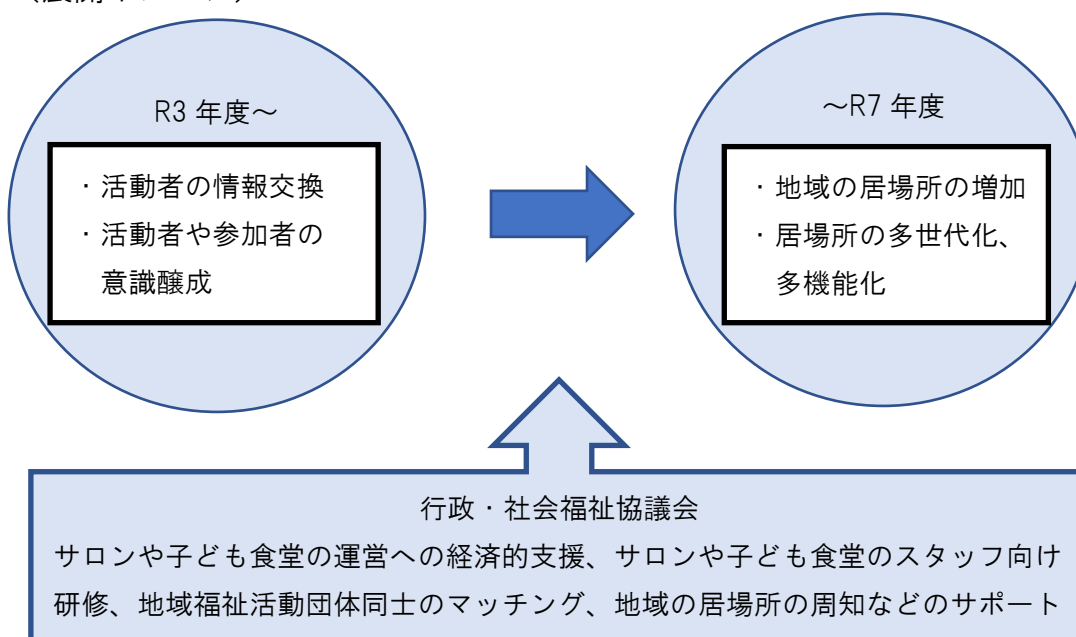 R3 年度～
・活動者の情報交換
・活動者や参加者の
意識醸成
～R7 年度
・地域の居場所の増加
・居場所の多世代化、
多機能化
行政・社会福祉協議会
サロンや子ども食堂の運営への経済的支援、サロンや子ども食堂のスタッフ向け
研修、地域福祉活動団体同士のマッチング、地域の居場所の周知などのサポート